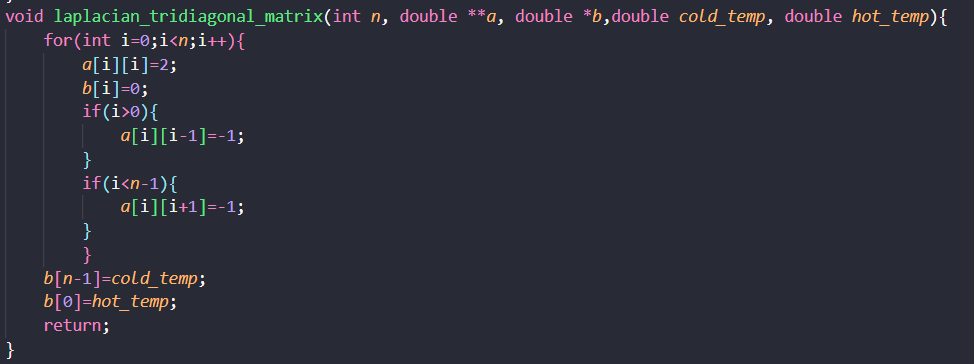 void laplacian_tridiagonal_matrix(int n, double **a, double *b,double cold_temp, double hot_temp){
    for(int i=0;i<n;i++){
        a[i][i]=2;
        b[i]=0;
        if(i>0){
            a[i][i-1]=-1;
        }
        if(i<n-1){
            a[i][i+1]=-1;
        }
        }
    b[n-1]=cold_temp;
    b[0]=hot_temp;
    return;
}